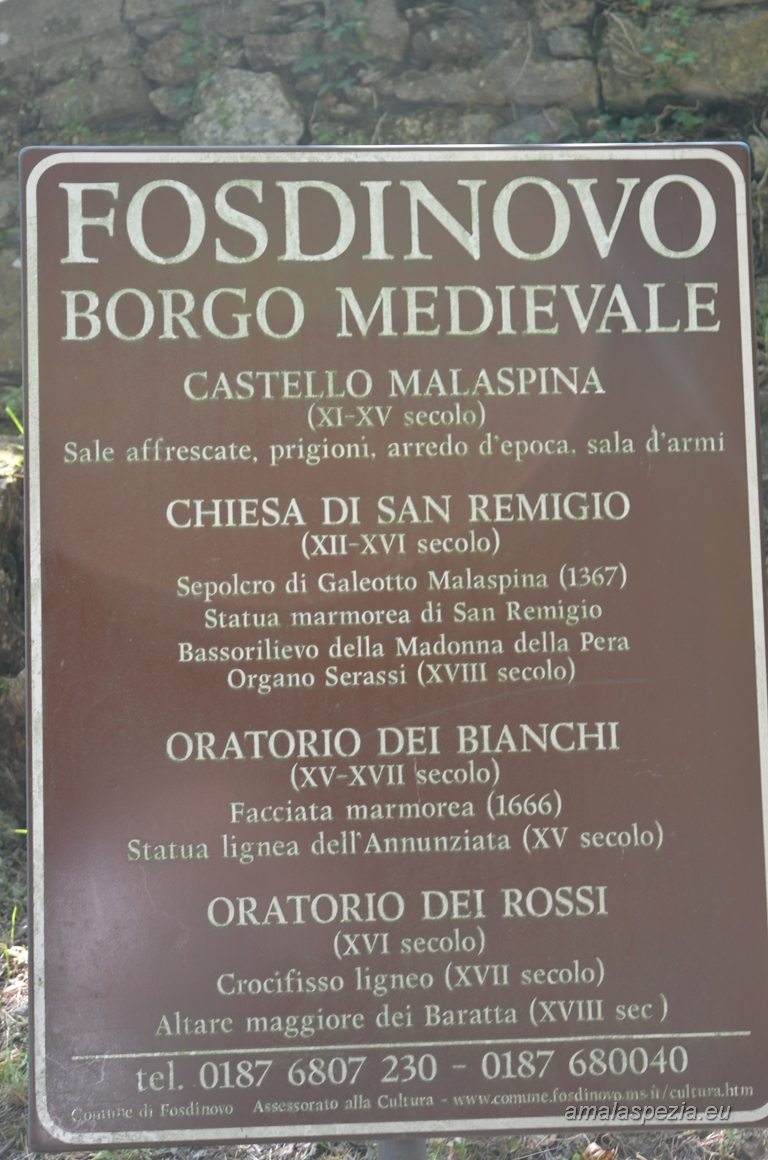 FOSDINOVO
BORGO MEDIEVALE
CASTELLO MALASPINA
(XI-XV secolo)
Sale affrescate, prigioni, arredo d'epoca, sala d'armi
CHIESA DI SAN REMIGIO
(XII-XVI secolo)
Sepolcro di Galeotto Malaspina (1367)
Statua marmorea di San Remigio
Bassorilievo della Madonna della Pera
Organo Serassi (XVIII secolo)
ORATORIO DEI BIANCHI
(XV-XVII secolo)
Facciata marmorea (1666)
Statua lignea dell'Annunziata (XV secolo)
ORATORIO DEI ROSSI
(XVI secolo)
Crocifisso ligneo (XVII secolo)
Altare maggiore dei Baratta (XVIII sec )
tel. 0187 6807 230 - 0187 680040
Comune di Fosdinovo Assessorato alla Cultura - www.comune.fosdinovo.ms.it/cultura.htm
amalaspezia.eu